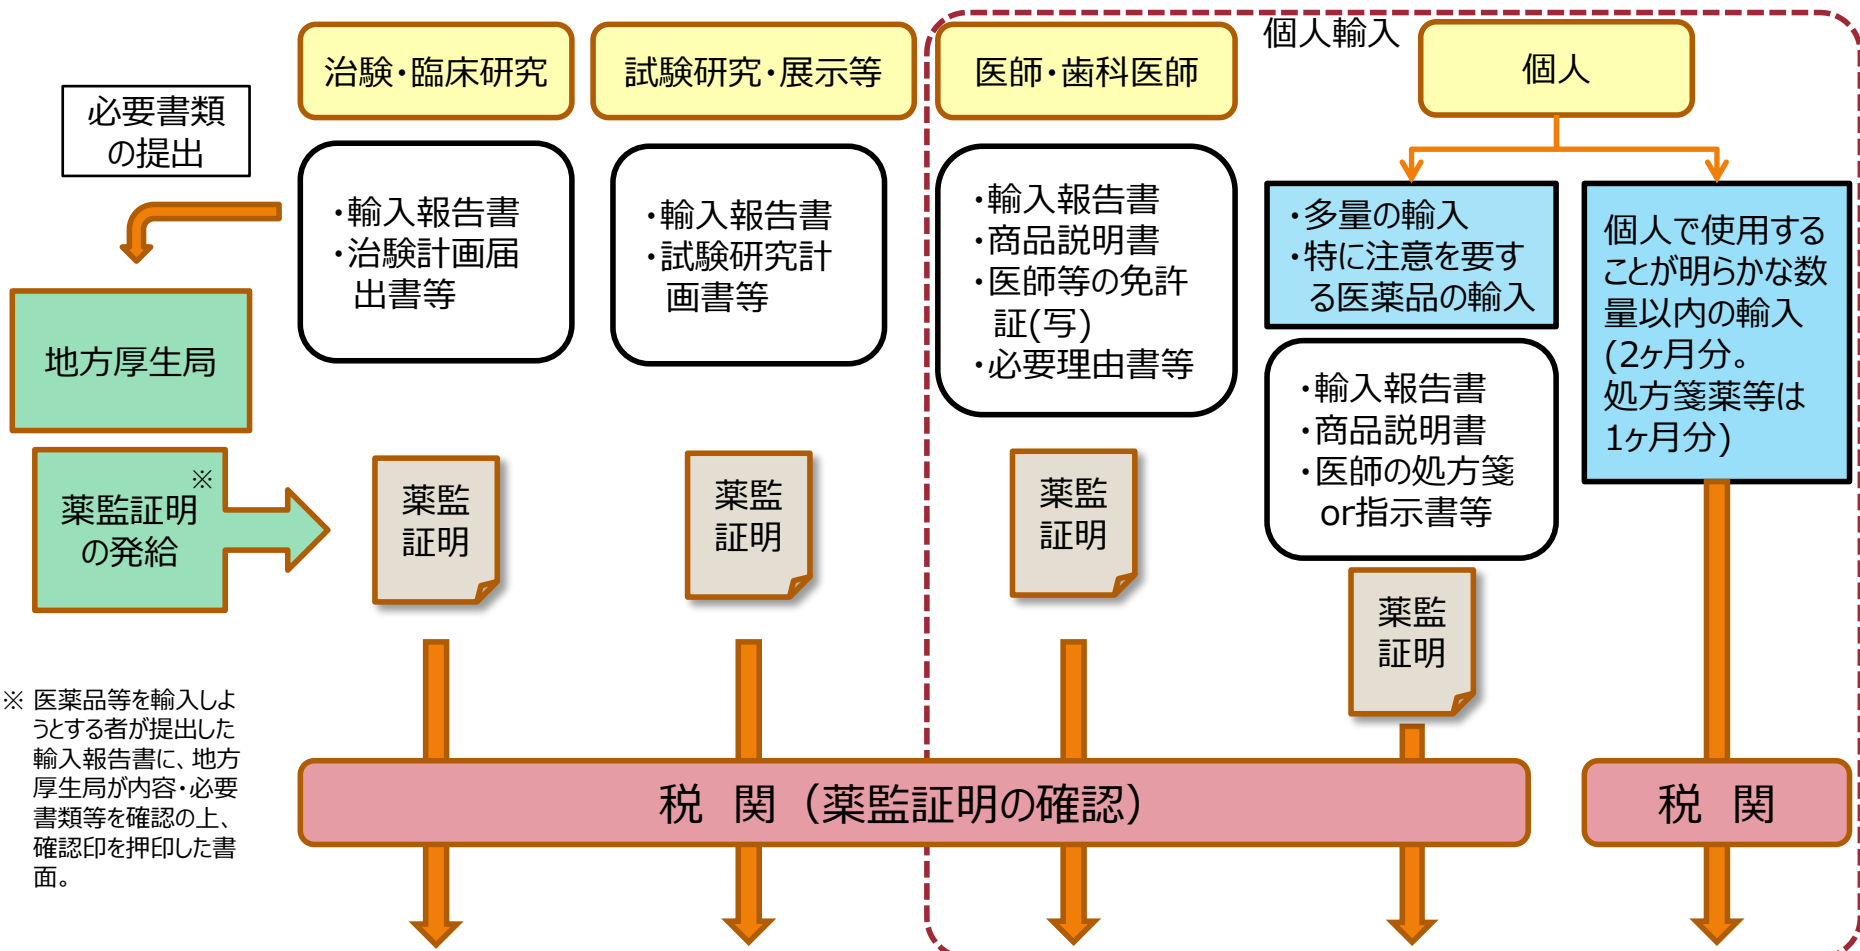 個人輸入
治験・臨床研究
試験研究・展示等
医師・歯科医師
個人
必要書類
の提出
・輸入報告書
・治験計画届
出書等
・輸入報告書
・試験研究計
画書等
・輸入報告書
・商品説明書
・医師等の免許
証(写)
・必要理由書等
・多量の輸入
・特に注意を要す
る医薬品の輸入
個人で使用する
ことが明らかな数
量以内の輸入
(2ヶ月分。
処方箋薬等は
1ヶ月分)
・輸入報告書
・商品説明書
・医師の処方箋
or指示書等
地方厚生局
※
薬監証明
の発給
薬監
証明
薬監
証明
薬監
証明
薬監
証明
※ 医薬品等を輸入しよ
うとする者が提出した
輸入報告書に、地方
厚生局が内容・必要
書類等を確認の上、
確認印を押印した書
面。
税 関（薬監証明の確認）
税 関